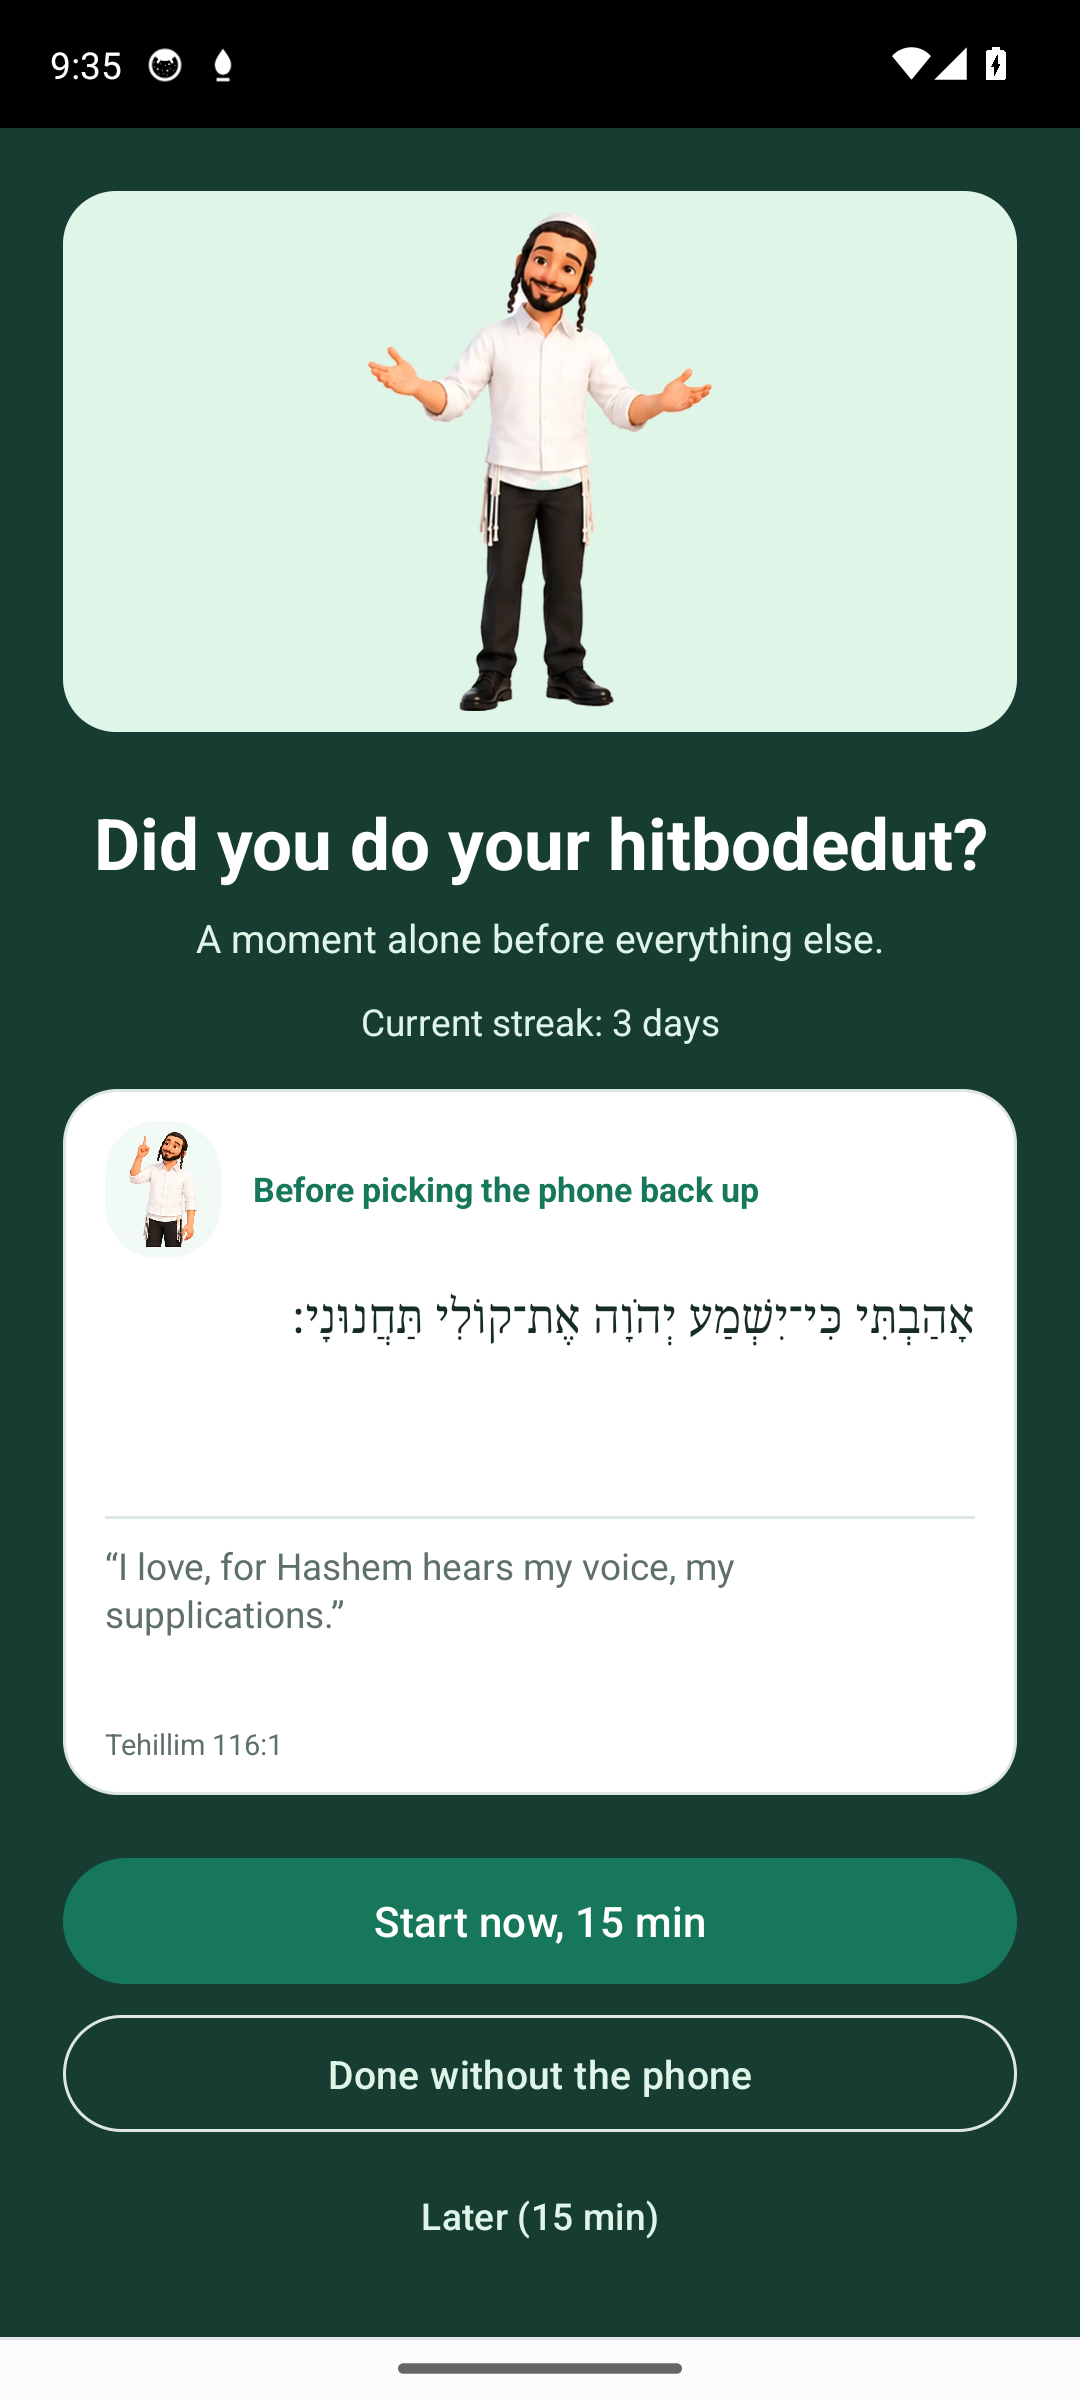 9:35
Did you do your hitbodedut?
A moment alone before everything else.
Current streak: 3 days
Before picking the phone back up
אָהַבְתִּי כִּי־יִשְׁמַע יְהֹוָה אֶת־קוֹלִי תַּחֲנוּנָי׃
“I love, for Hashem hears my voice, my
supplications.”
Tehillim 116:1
Start now, 15 min
Done without the phone
Later (15 min)